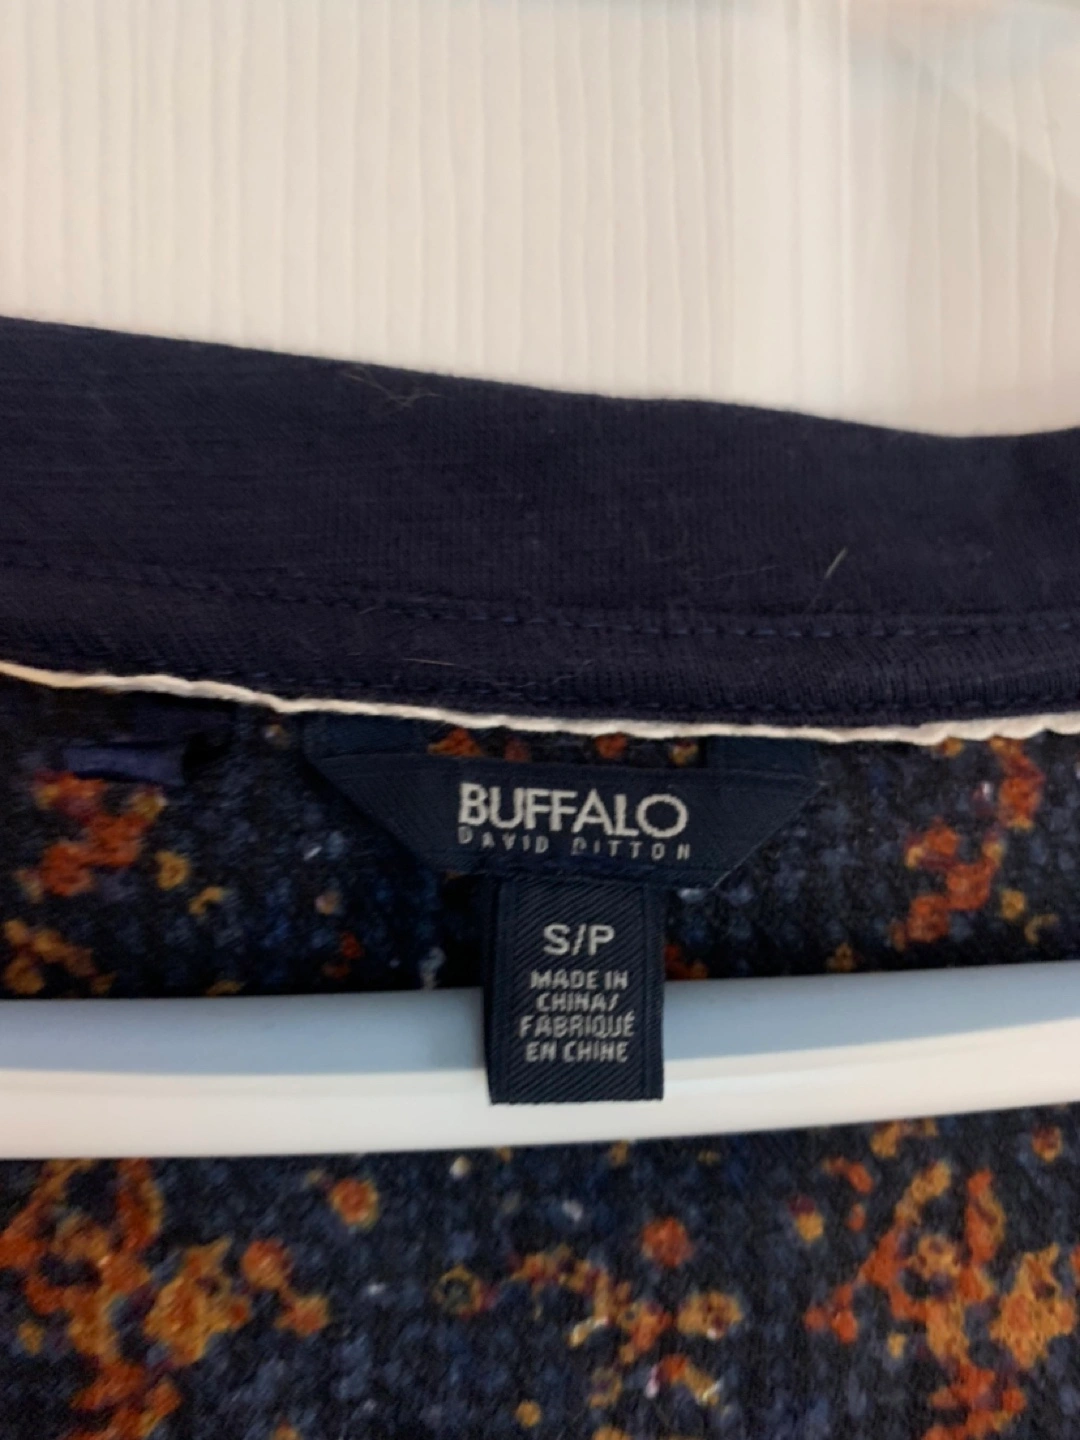 BUFFALO
DAVID BITTON
S/P
MADE IN
CHINA/
FABRIQUÉ
EN CHINE